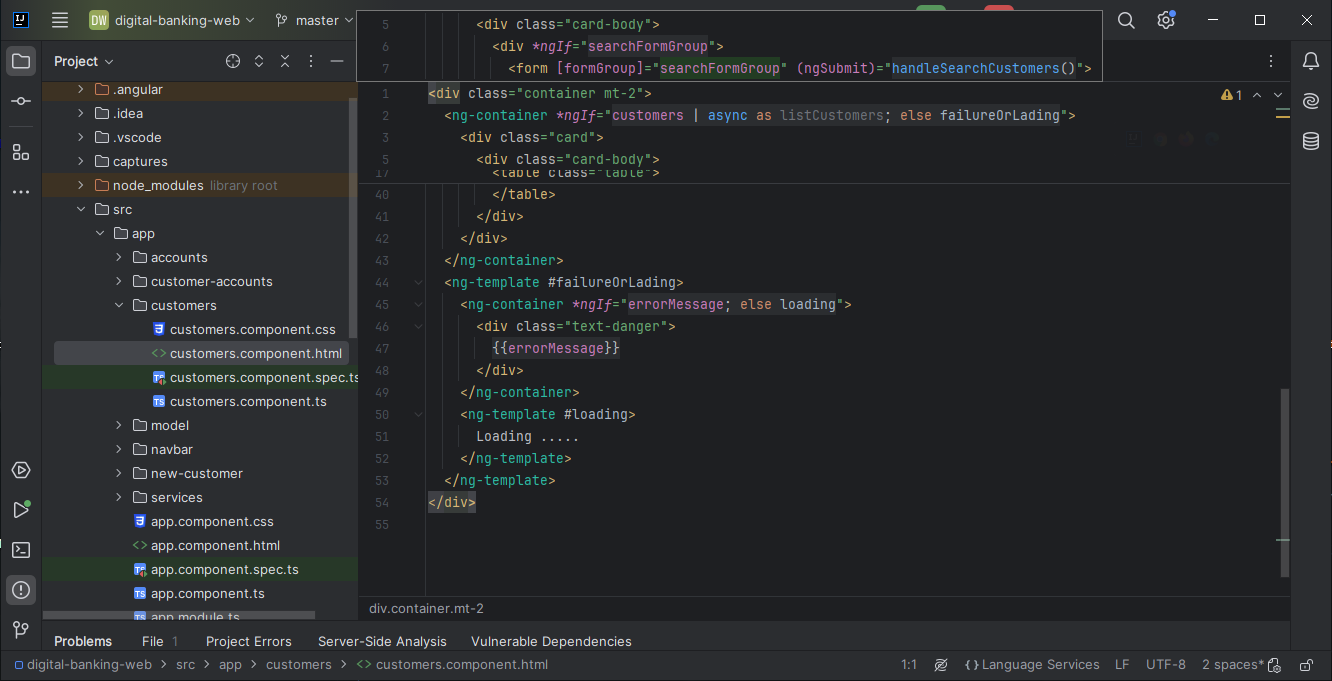 DW digital-banking-web master
5 <div class="card-body">
6 <div *ngIf="searchFormGroup">
7 <form [formGroup]="searchFormGroup" (ngSubmit)="handleSearchCustomers()">
Project
.angular
.idea
.vscode
captures
node_modules library root
src
app
accounts
customer-accounts
customers
customers.component.css
customers.component.html
customers.component.spec.ts
customers.component.ts
model
navbar
new-customer
services
app.component.css
app.component.html
app.component.spec.ts
app.component.ts
app.module.ts
1 <div class="container mt-2">
1
2 <ng-container *ngIf="customers | async as listCustomers; else failureOrLading">
3 <div class="card">
5 <div class="card-body">
17 <table class="table">
40 </table>
41 </div>
42 </div>
43 </ng-container>
44 <ng-template #failureOrLading>
45 <ng-container *ngIf="errorMessage; else loading">
46 <div class="text-danger">
47 {{errorMessage}}
48 </div>
49 </ng-container>
50 <ng-template #loading>
51 Loading .....
52 </ng-template>
53 </ng-template>
54 </div>
55
div.container.mt-2
Problems File 1 Project Errors Server-Side Analysis Vulnerable Dependencies
digital-banking-web > src > app > customers > <> customers.component.html 1:1 {} Language Services LF UTF-8 2 spaces*